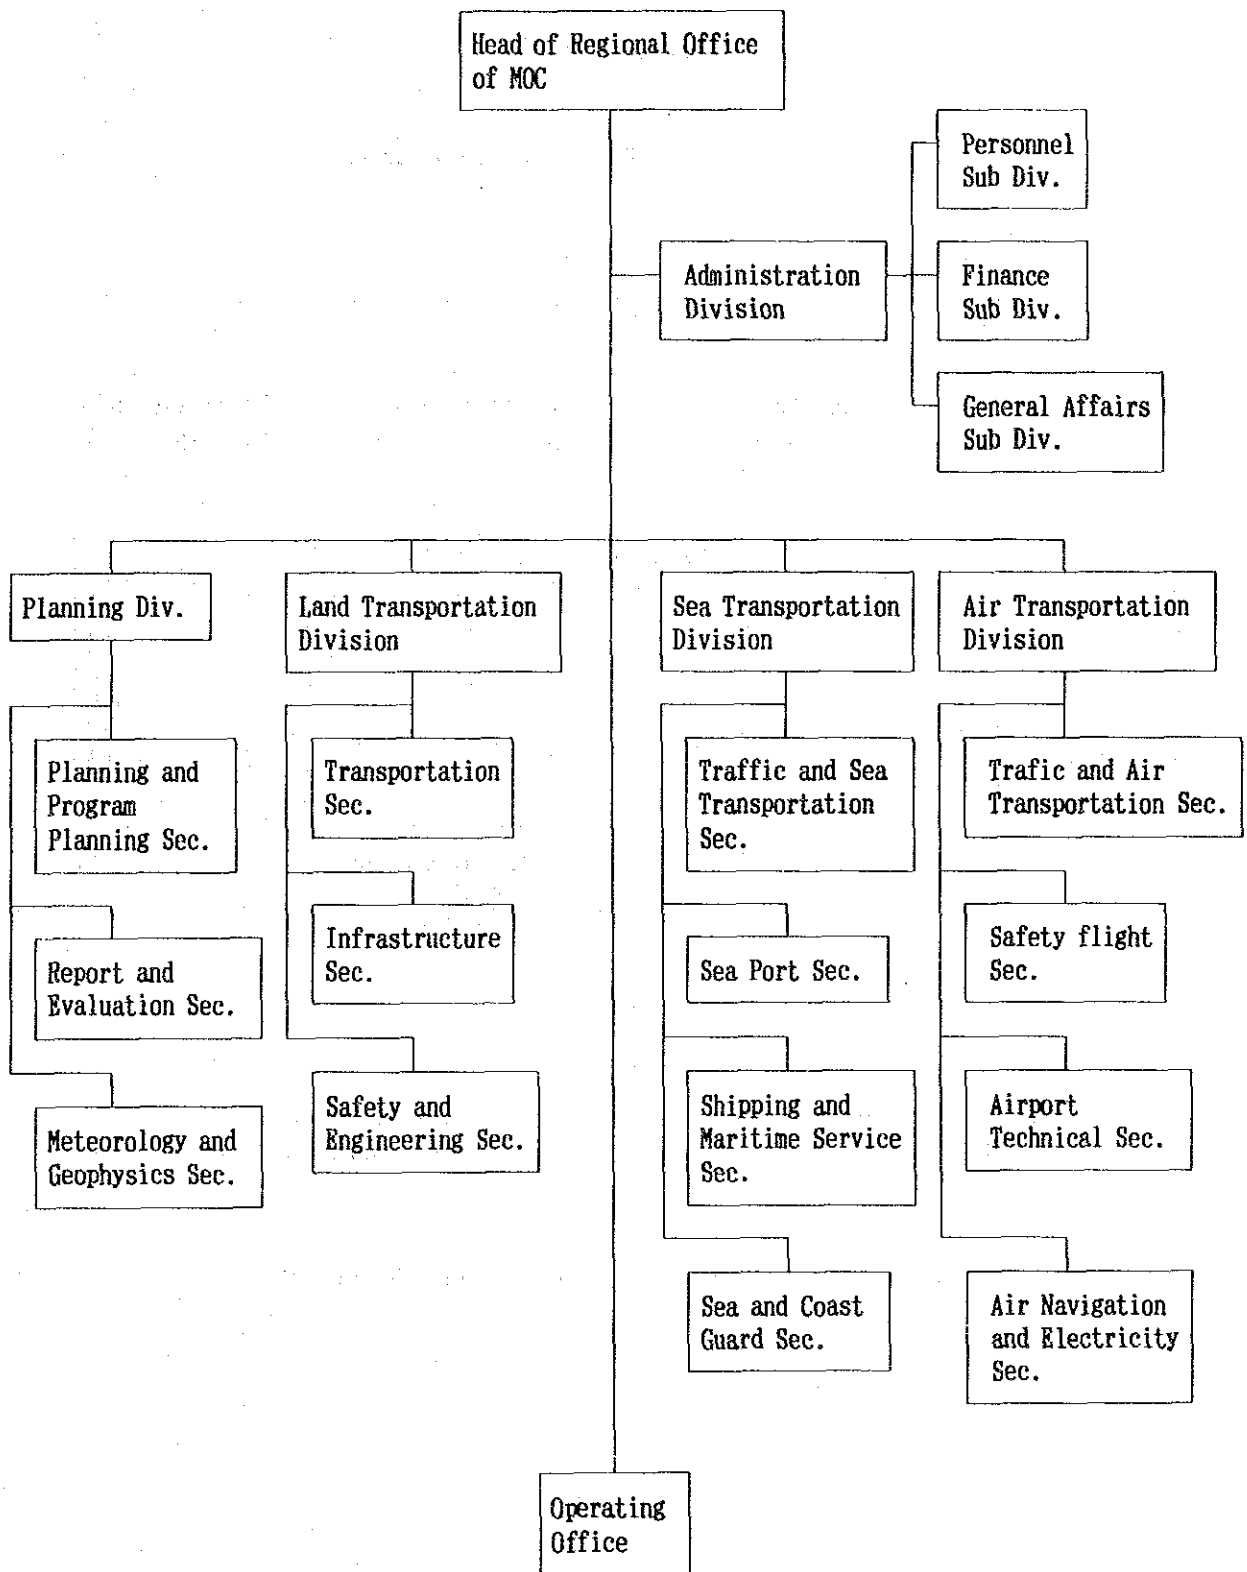 Head of Regional Office
of MOC
Personnel
Sub Div.
Administration
Division
Finance
Sub Div.
General Affairs
Sub Div.
Planning Div.
Land Transportation
Division
Sea Transportation
Division
Air Transportation
Division
Planning and
Program
Planning Sec.
Report and
Evaluation Sec.
Meteorology and
Geophysics Sec.
Transportation
Sec.
Infrastructure
Sec.
Safety and
Engineering Sec.
Traffic and Sea
Transportation
Sec.
Sea Port Sec.
Shipping and
Maritime Service
Sec.
Sea and Coast
Guard Sec.
Trafic and Air
Transportation Sec.
Safety flight
Sec.
Airport
Technical Sec.
Air Navigation
and Electricity
Sec.
Operating
Office